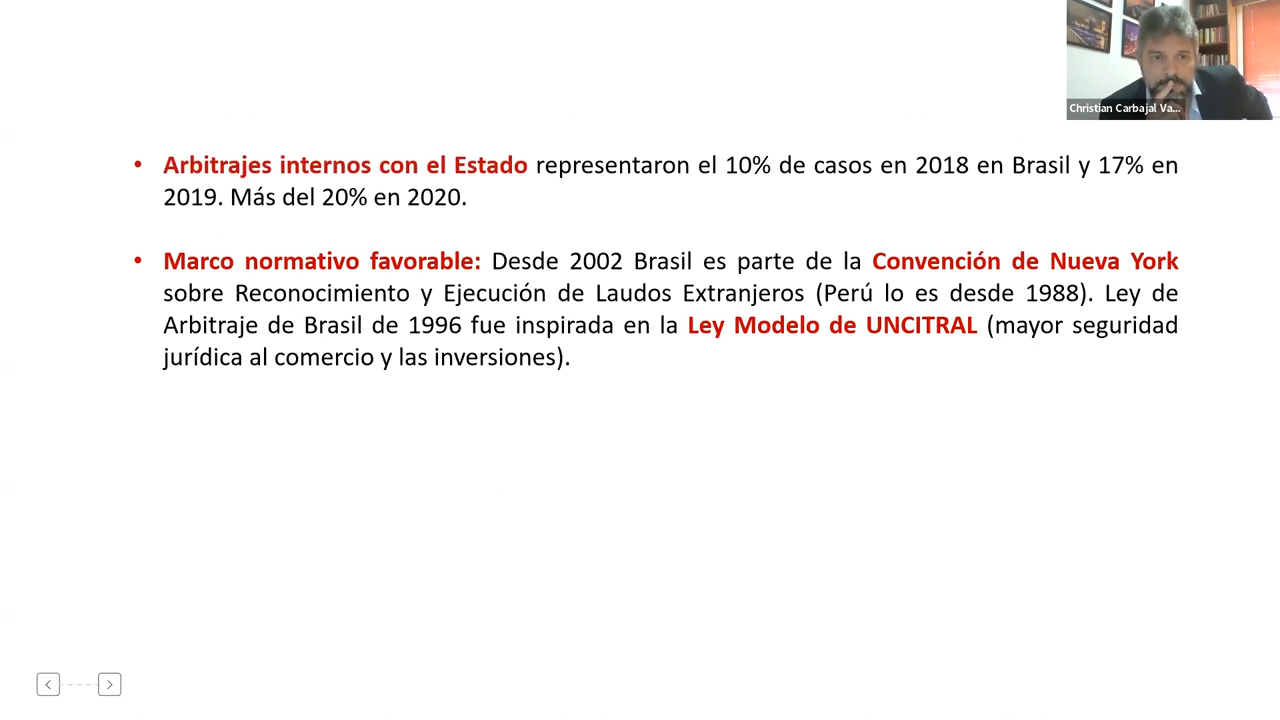 Christian Carbajal Va...
• Arbitrajes internos con el Estado representaron el 10% de casos en 2018 en Brasil y 17% en
2019. Más del 20% en 2020.
• Marco normativo favorable: Desde 2002 Brasil es parte de la Convención de Nueva York
sobre Reconocimiento y Ejecución de Laudos Extranjeros (Perú lo es desde 1988). Ley de
Arbitraje de Brasil de 1996 fue inspirada en la Ley Modelo de UNCITRAL (mayor seguridad
jurídica al comercio y las inversiones).